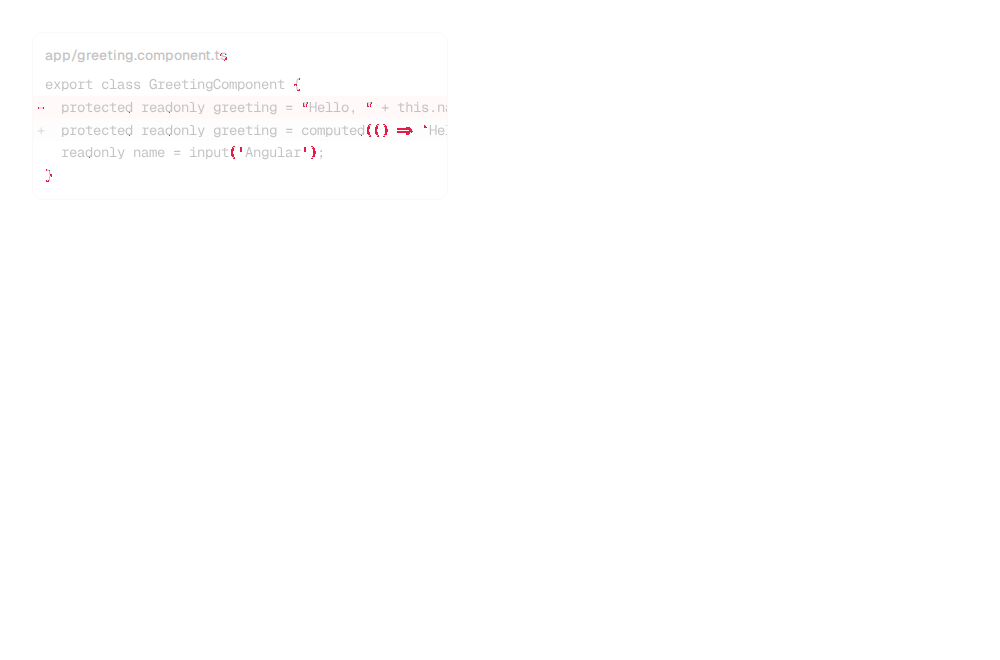 app/greeting.component.ts
export class GreetingComponent {
- protected readonly greeting = "Hello, " + this.na
+ protected readonly greeting = computed(() => `Hel
readonly name = input('Angular');
}